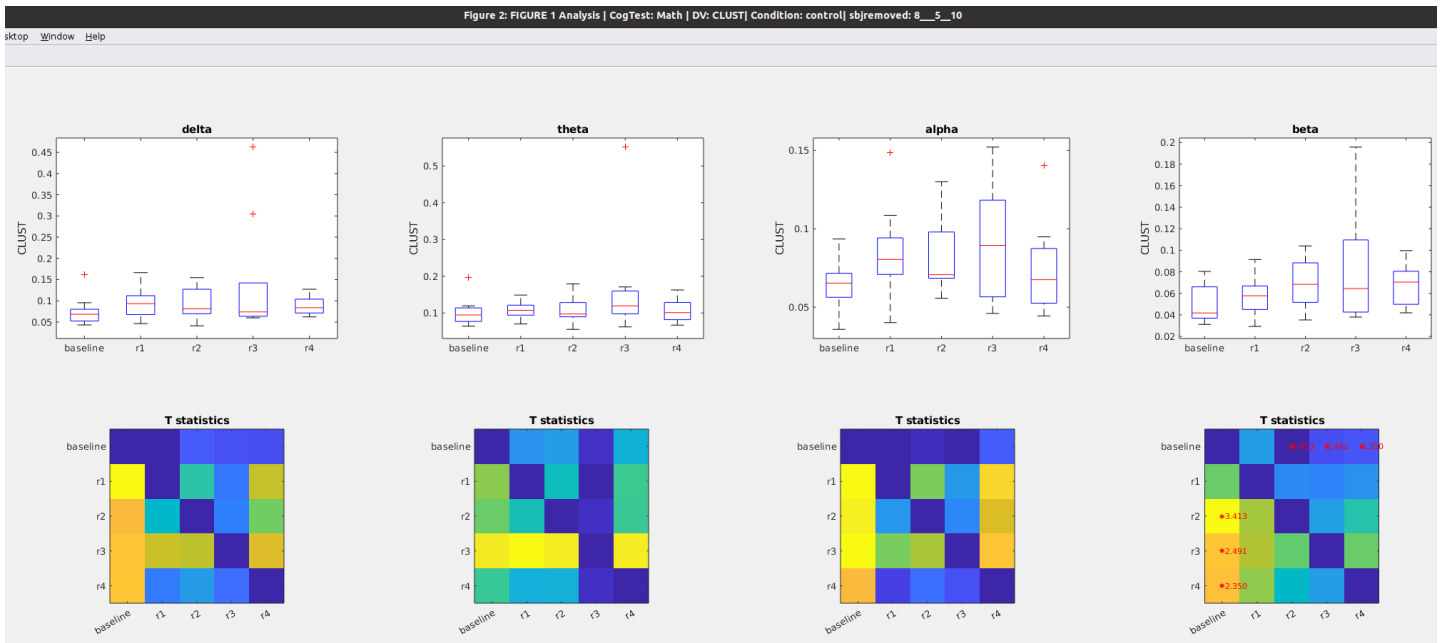 Figure 2: FIGURE 1 Analysis | CogTest: Math | DV: CLUST| Condition: control| sbjremoved: 8___5__10
sktop Window Help
delta
CLUST
0.45
0.4
0.35
0.3
0.25
0.2
0.15
0.1
0.05
baseline r1 r2 r3 r4
theta
CLUST
0.5
0.4
0.3
0.2
0.1
baseline r1 r2 r3 r4
alpha
CLUST
0.15
0.1
0.05
baseline r1 r2 r3 r4
beta
CLUST
0.2
0.18
0.16
0.14
0.12
0.1
0.08
0.06
0.04
0.02
baseline r1 r2 r3 r4
T statistics
baseline
r1
r2
r3
r4
baseline r1 r2 r3 r4
T statistics
baseline
r1
r2
r3
r4
baseline r1 r2 r3 r4
T statistics
baseline
r1
r2
r3
r4
baseline r1 r2 r3 r4
T statistics
baseline
r1
r2 *3.413
r3 *2.491
r4 *2.350
baseline r1 r2 r3 r4